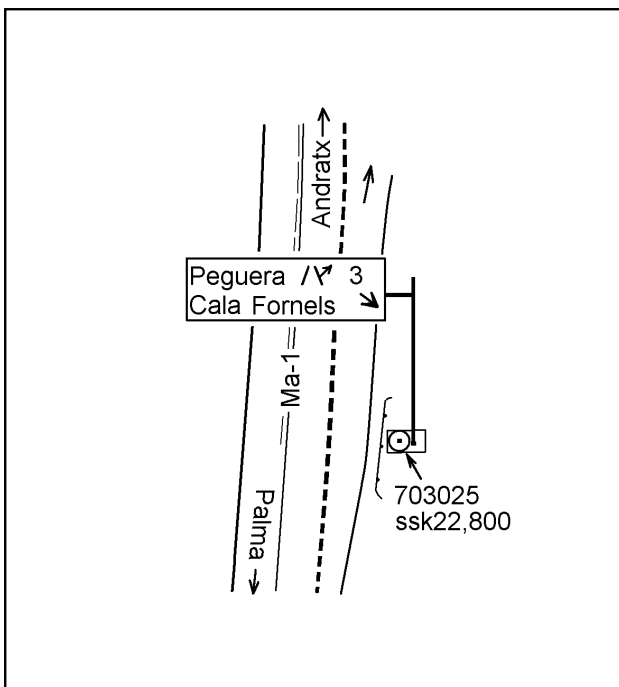 Andratx
Peguera 3
Cala Fornels
Ma-1
Palma
703025
ssk22,800